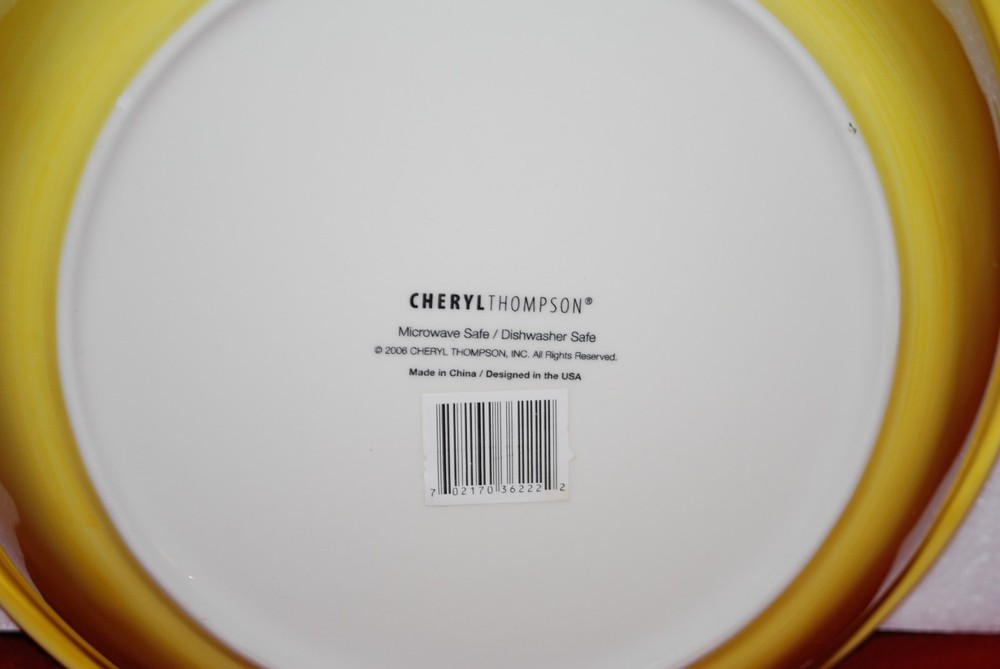 CHERYLTHOMPSON®
Microwave Safe / Dishwasher Safe
© 2006 CHERYL THOMPSON, INC. All Rights Reserved.
Made in China / Designed in the USA
7 02170 36222 2